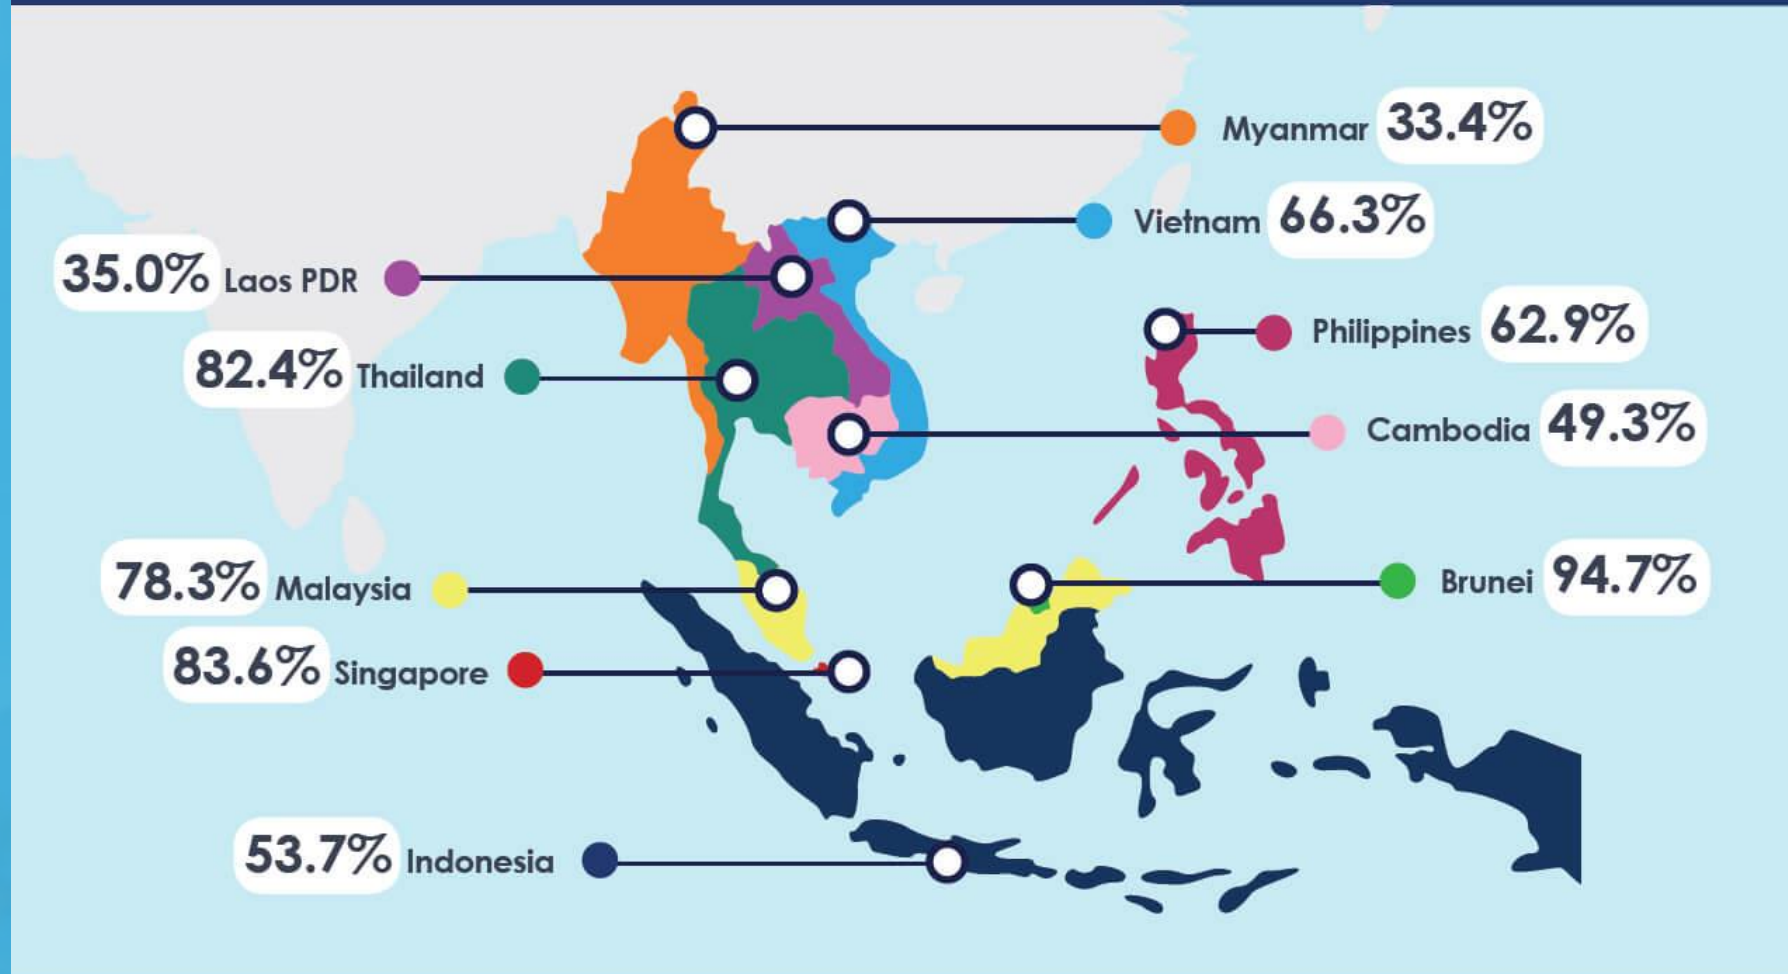 Myanmar 33.4%
Vietnam 66.3%
35.0% Laos PDR
Philippines 62.9%
82.4% Thailand
Cambodia 49.3%
78.3% Malaysia
Brunei 94.7%
83.6% Singapore
53.7% Indonesia